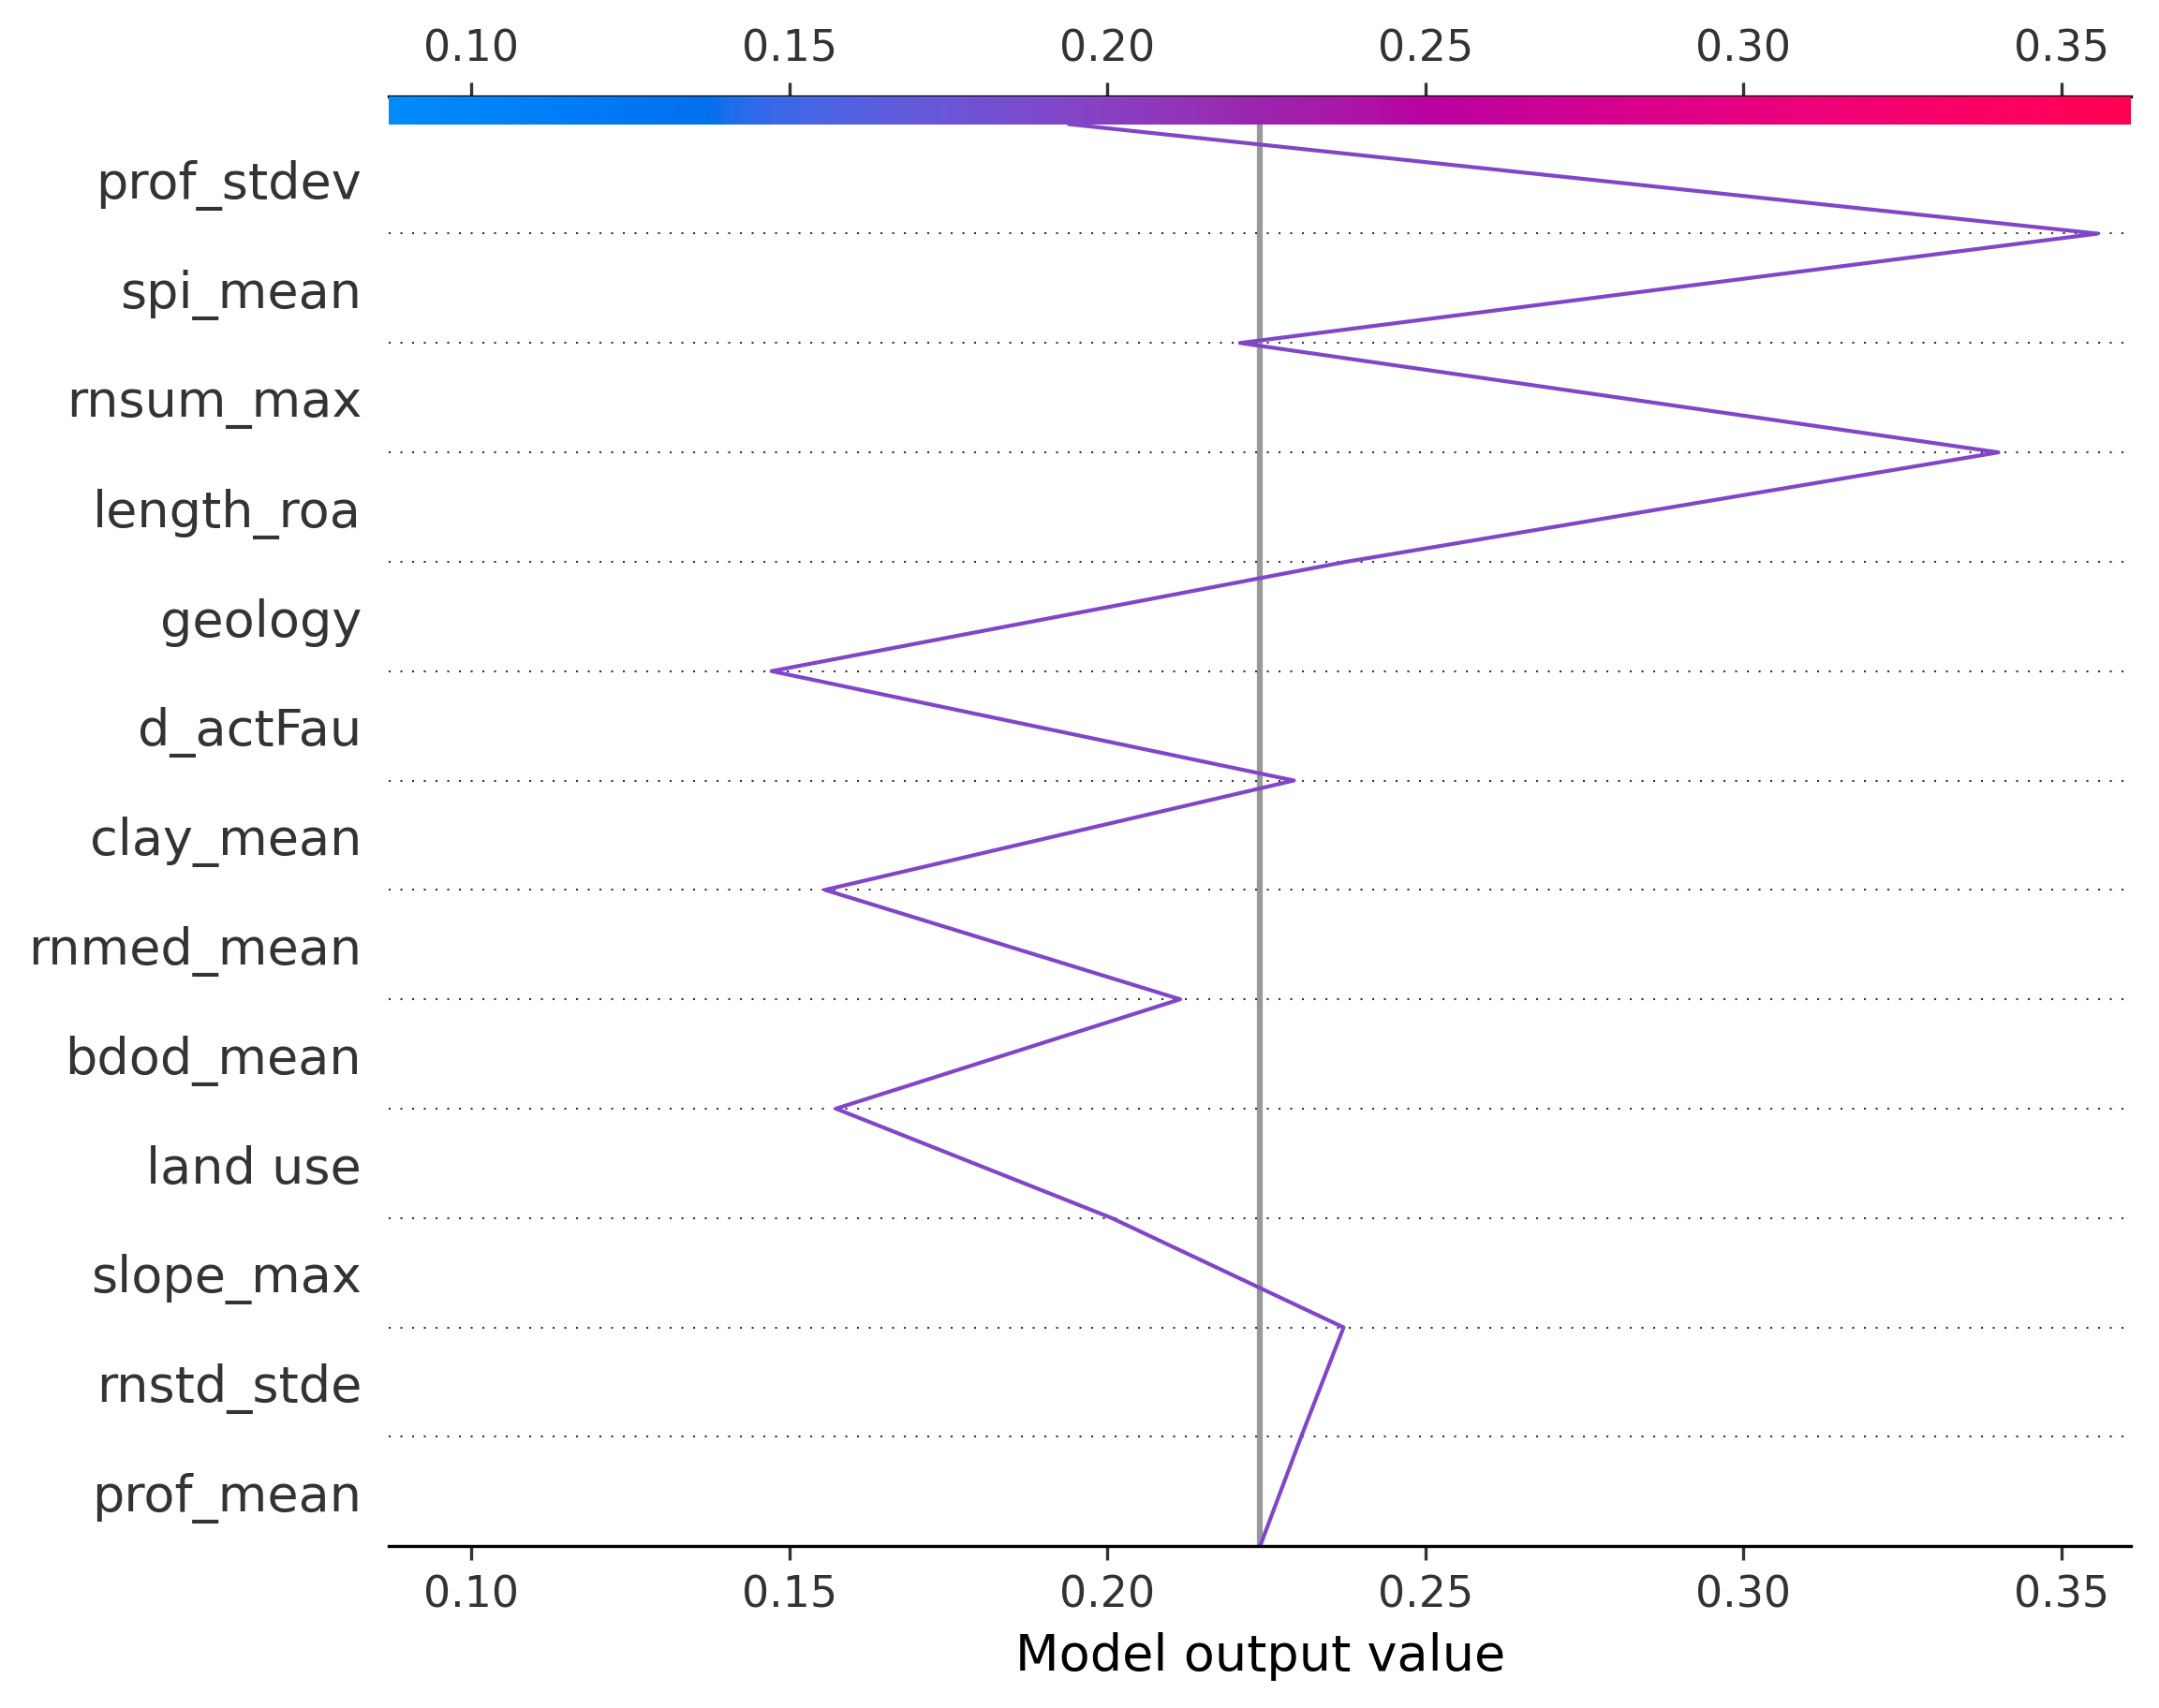 0.10 0.15 0.20 0.25 0.30 0.35
prof_stdev
spi_mean
rnsum_max
length_roa
geology
d_actFau
clay_mean
rnmed_mean
bdod_mean
land use
slope_max
rnstd_stde
prof_mean
0.10 0.15 0.20 0.25 0.30 0.35
Model output value